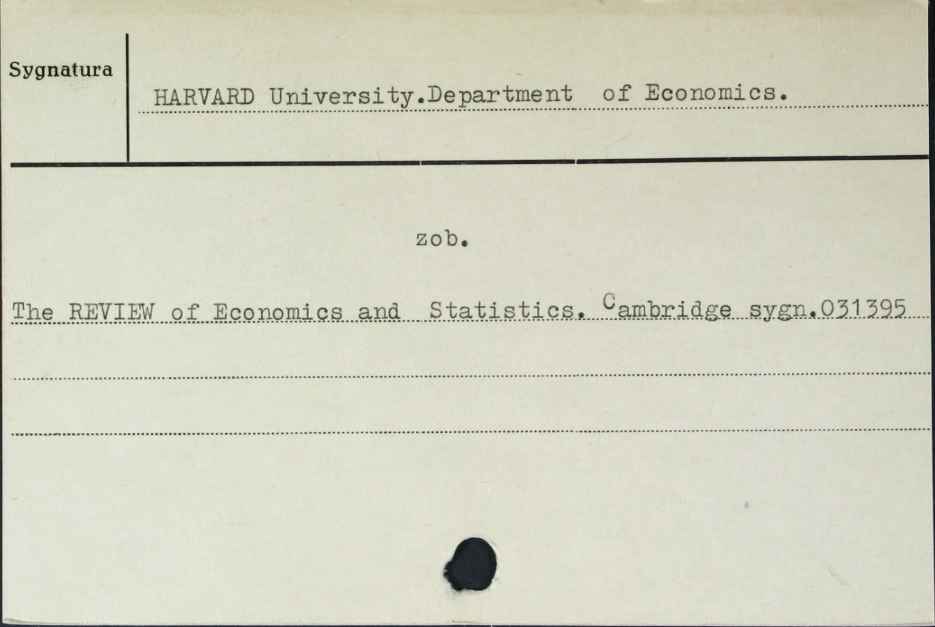 Sygnatura
HARVARD University.Department of Economics.
zob.
The REVIEW of Economics and Statistics. Cambridge sygn.031395